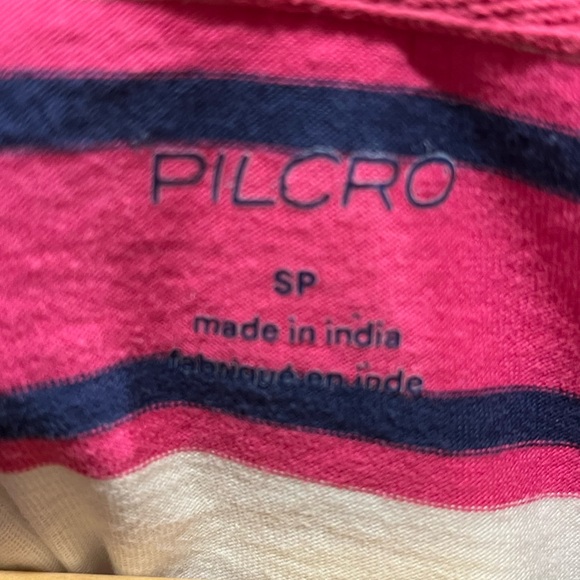 PILCRO
SP
made in india
fabriqué en inde